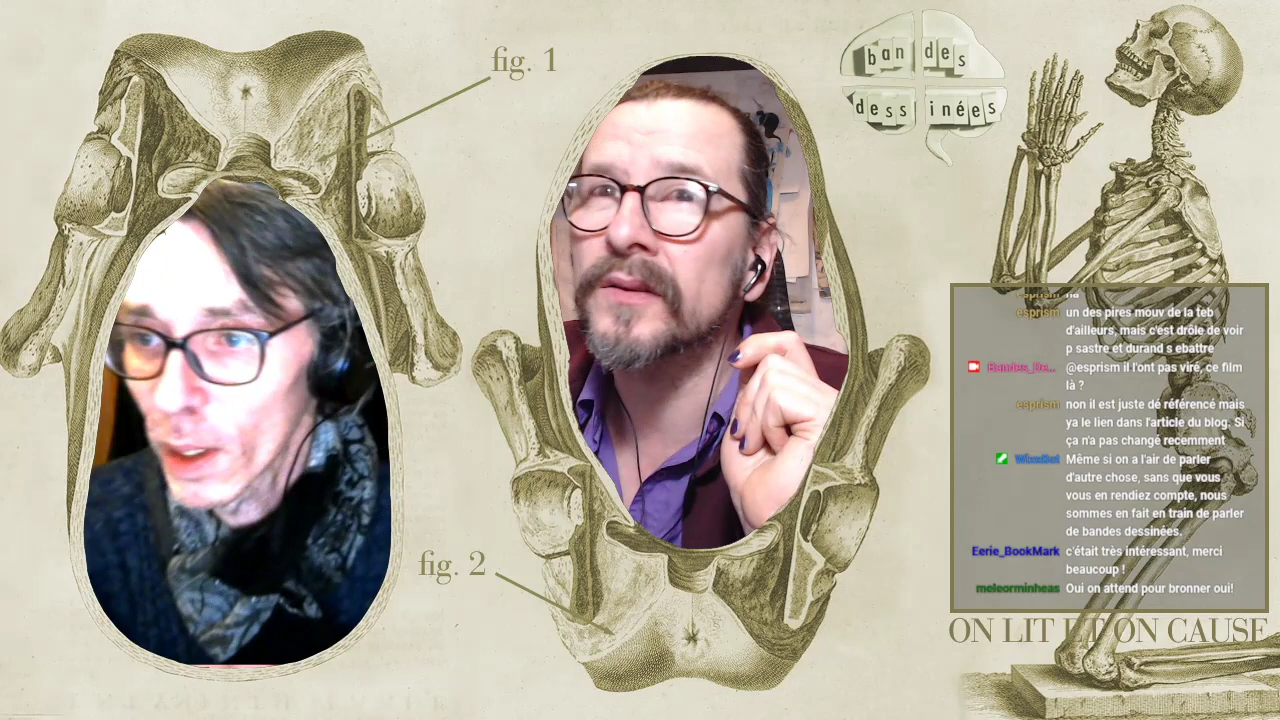 fig. 1
fig. 2
ban des
dess inées
esprism na
esprism un des pires mouv de la teb
d'ailleurs, mais c'est drôle de voir
p sastre et durand s ebattre
Bandes_De... @esprism il l'ont pas viré, ce film
là ?
esprism non il est juste dé référencé mais
ya le lien dans l'article du blog. Si
ça n'a pas changé recemment
Même si on a l'air de parler
d'autre chose, sans que vous
vous en rendiez compte, nous
sommes en fait en train de parler
de bandes dessinées.
Eerie_BookMark c'était très intéressant, merci
beaucoup !
meleorminheas Oui on attend pour bronner oui!
ON LIT ET ON CAUSE